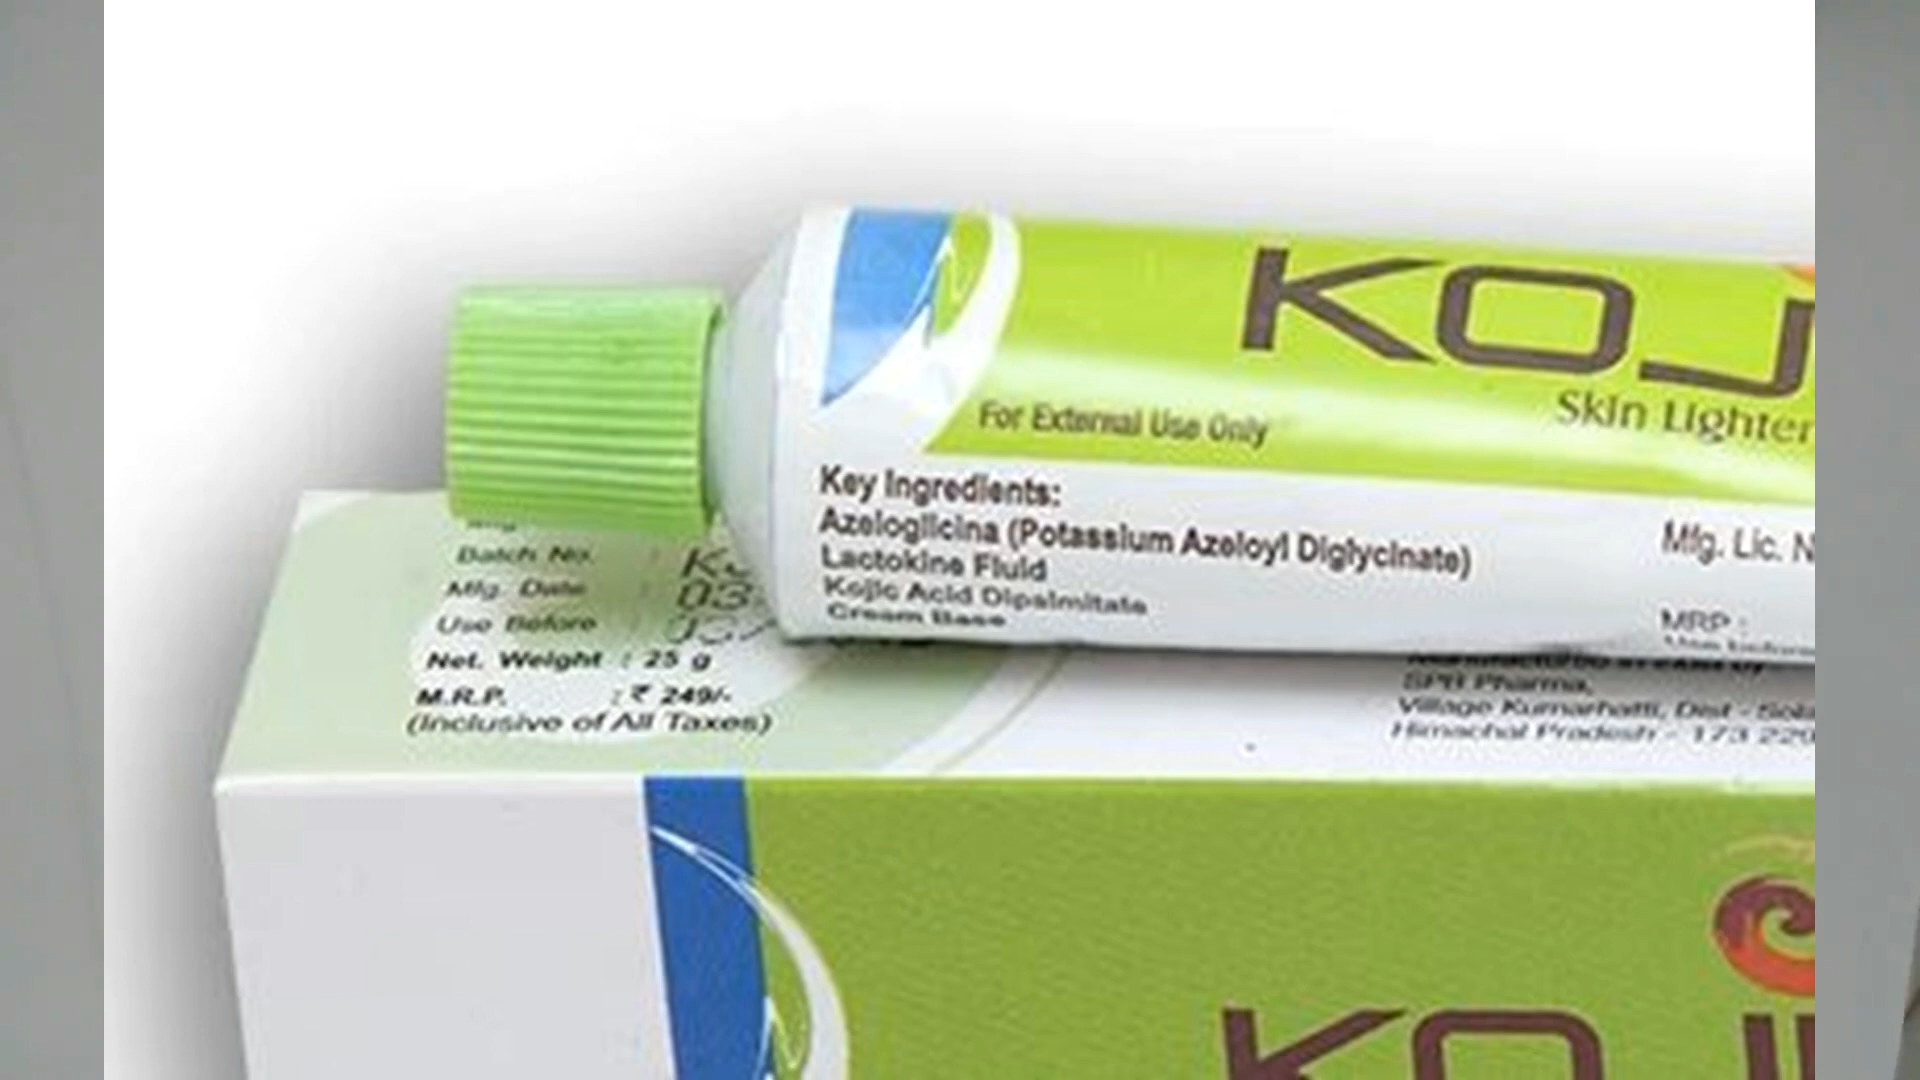 KOJ
Skin Lighten
For External Use Only
Key Ingredients:
Azeloglicina (Potassium Azeloyl Diglycinate)
Lactokine Fluid
Kojic Acid Dipalmitate
Cream Base
Mfg. Lic. N
MRP :
Batch No. :
Mfg. Date : 03
Use Before
Net. Weight : 25 g
M.R.P. : ₹ 249/-
(Inclusive of All Taxes)
SPB Pharma,
Village Kumarhatti, Dist - Sola
Himachal Pradesh - 173 229